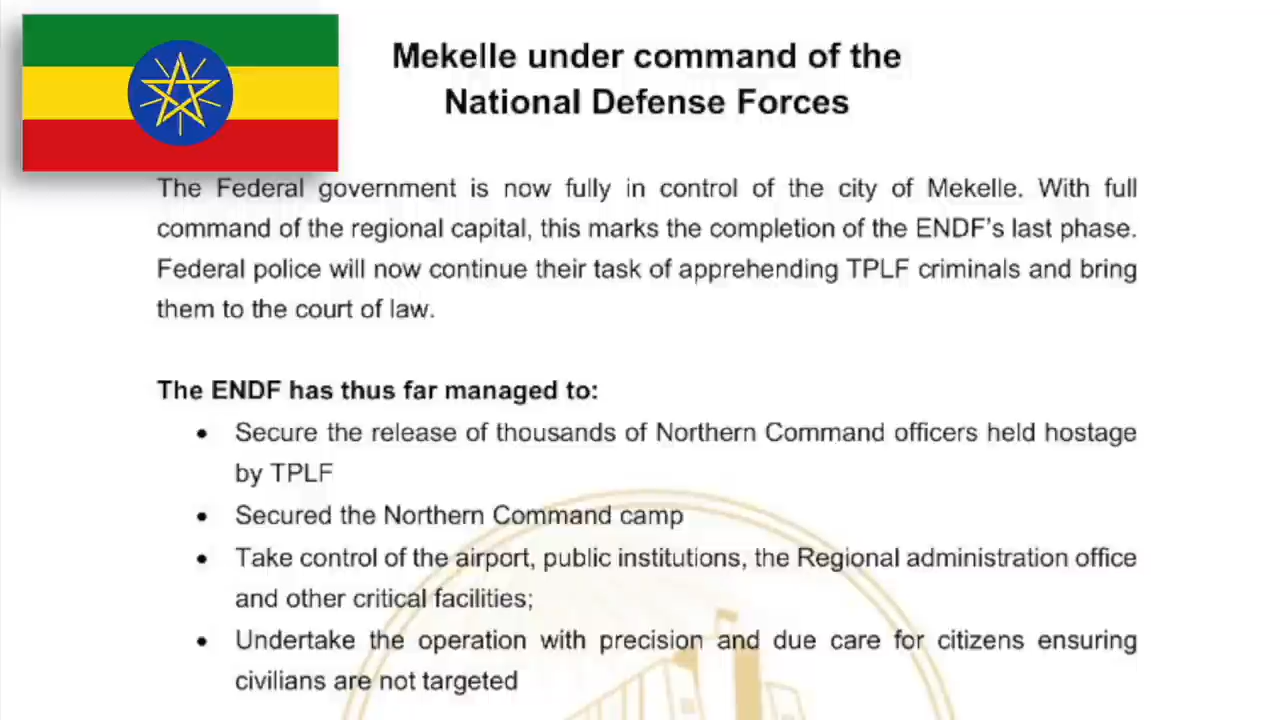 Mekelle under command of the
National Defense Forces
The Federal government is now fully in control of the city of Mekelle. With full
command of the regional capital, this marks the completion of the ENDF’s last phase.
Federal police will now continue their task of apprehending TPLF criminals and bring
them to the court of law.
The ENDF has thus far managed to:
• Secure the release of thousands of Northern Command officers held hostage
by TPLF
• Secured the Northern Command camp
• Take control of the airport, public institutions, the Regional administration office
and other critical facilities;
• Undertake the operation with precision and due care for citizens ensuring
civilians are not targeted